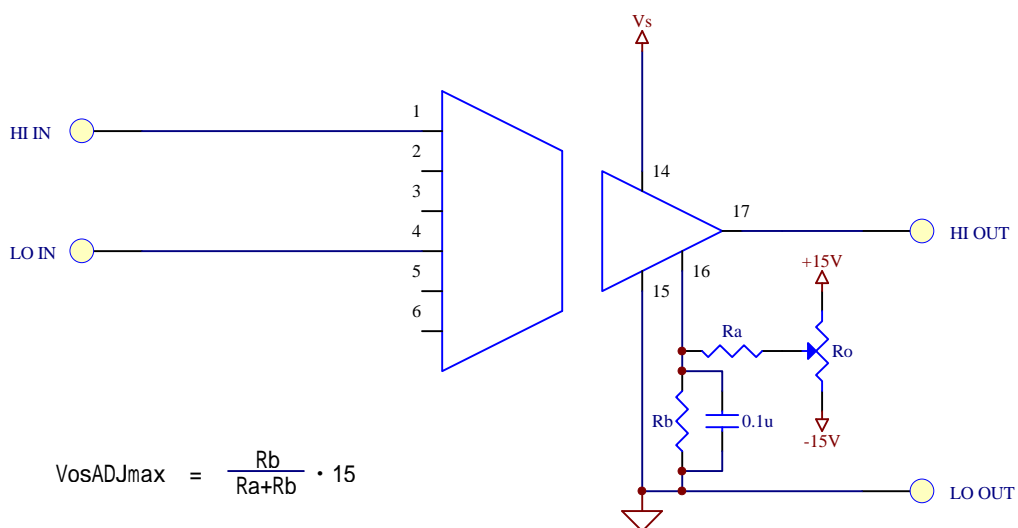 Vs
HI IN
1
2
3
4
5
6
LO IN
14
17
HI OUT
16
15
+15V
Ra
Ro
Rb
0.1u
-15V
VosADJmax = Rb/Ra+Rb · 15
LO OUT